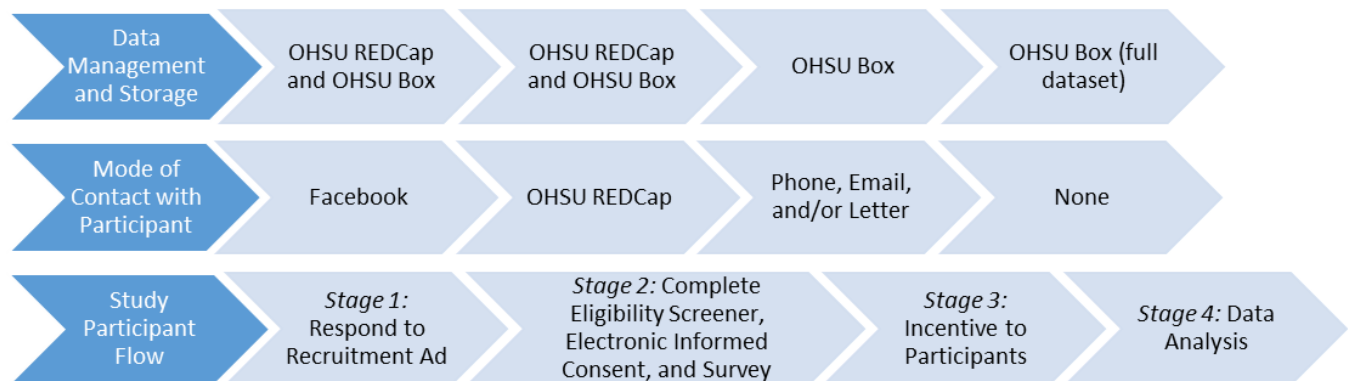 Data
Management
and Storage
OHSU REDCap
and OHSU Box
OHSU REDCap
and OHSU Box
OHSU Box
OHSU Box (full
dataset)
Mode of
Contact with
Participant
Facebook
OHSU REDCap
Phone, Email,
and/or Letter
None
Study
Participant
Flow
Stage 1:
Respond to
Recruitment Ad
Stage 2: Complete
Eligibility Screener,
Electronic Informed
Consent, and Survey
Stage 3:
Incentive to
Participants
Stage 4: Data
Analysis